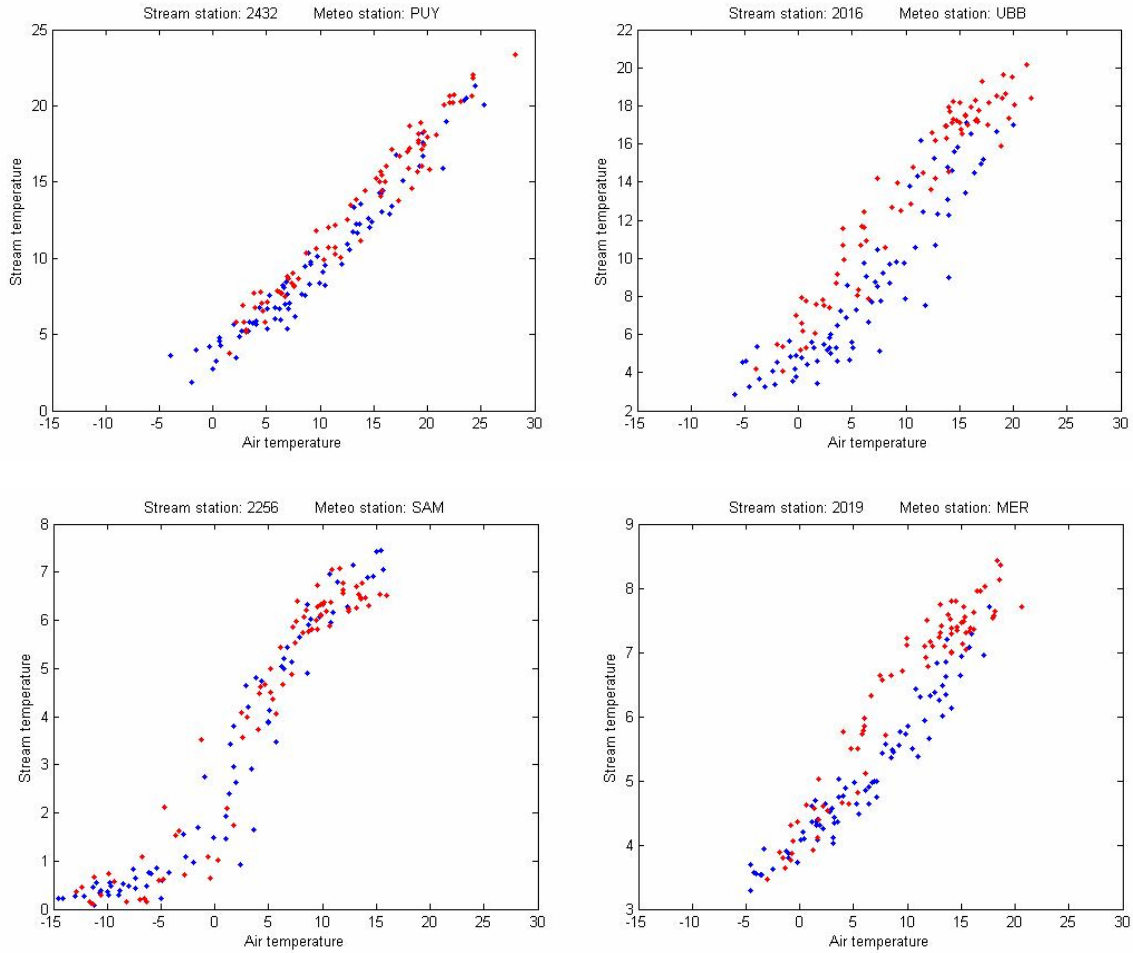 Stream station: 2432 Meteo station: PUY
25
20
15
10
5
0
Stream temperature
-15 -10 -5 0 5 10 15 20 25 30
Air temperature
Stream station: 2016 Meteo station: UBB
22
20
18
16
14
12
10
8
6
4
2
Stream temperature
-15 -10 -5 0 5 10 15 20 25 30
Air temperature
Stream station: 2256 Meteo station: SAM
8
7
6
5
4
3
2
1
0
Stream temperature
-15 -10 -5 0 5 10 15 20 25 30
Air temperature
Stream station: 2019 Meteo station: MER
9
8
7
6
5
4
3
Stream temperature
-15 -10 -5 0 5 10 15 20 25 30
Air temperature